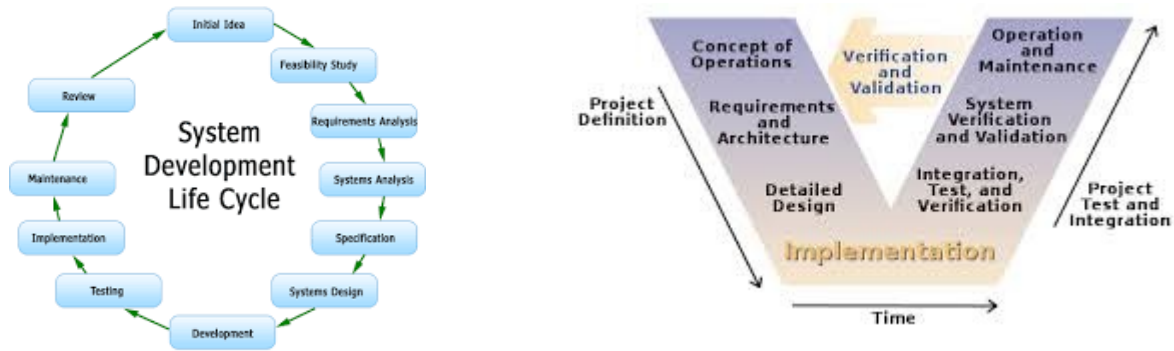 Initial Idea
Feasibility Study
Requirements Analysis
Systems Analysis
Specification
Systems Design
Development
Testing
Implementation
Maintenance
Review
System
Development
Life Cycle
Concept of
Operations
Requirements
and
Architecture
Detailed
Design
Implementation
Integration,
Test, and
Verification
System
Verification
and Validation
Operation
and
Maintenance
Verification
and
Validation
Project
Definition
Project
Test and
Integration
Time